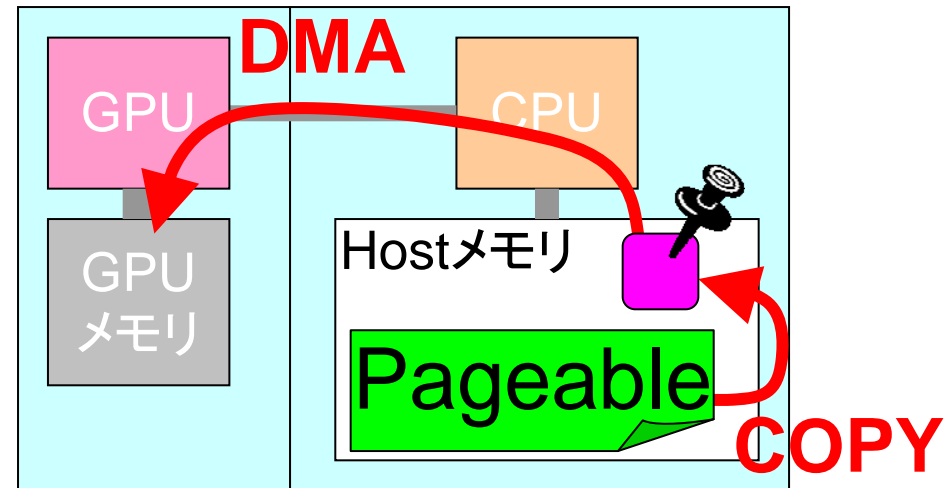 DMA
GPU
CPU
GPU
メモリ
Hostメモリ
Pageable
COPY